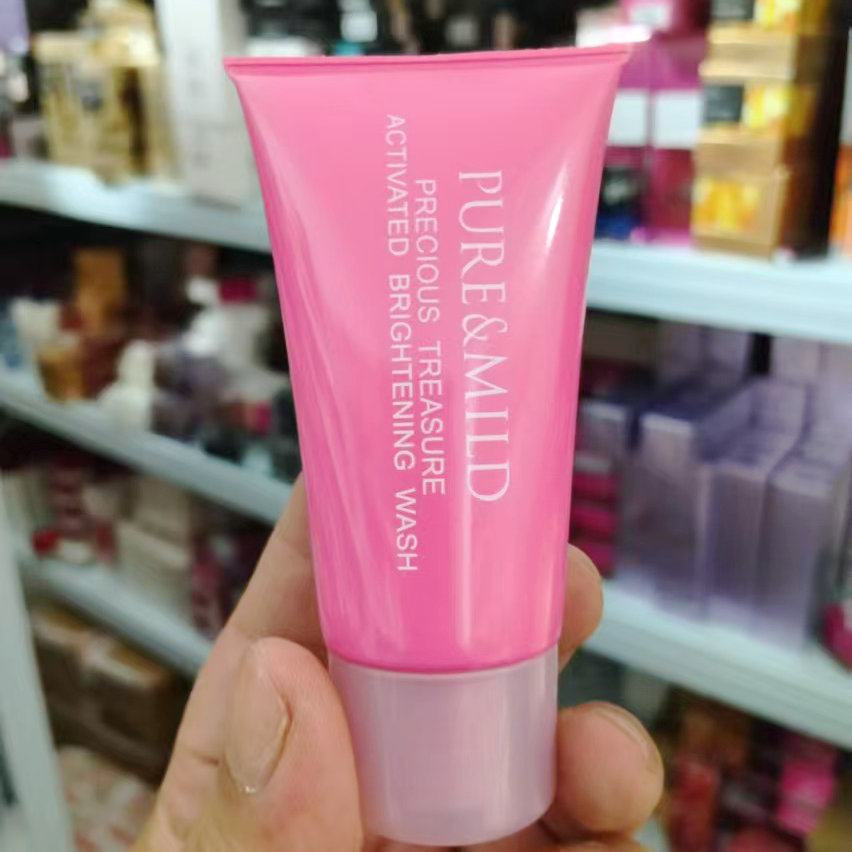 PURE&MILD
PRECIOUS TREASURE
ACTIVATED BRIGHTENING WASH